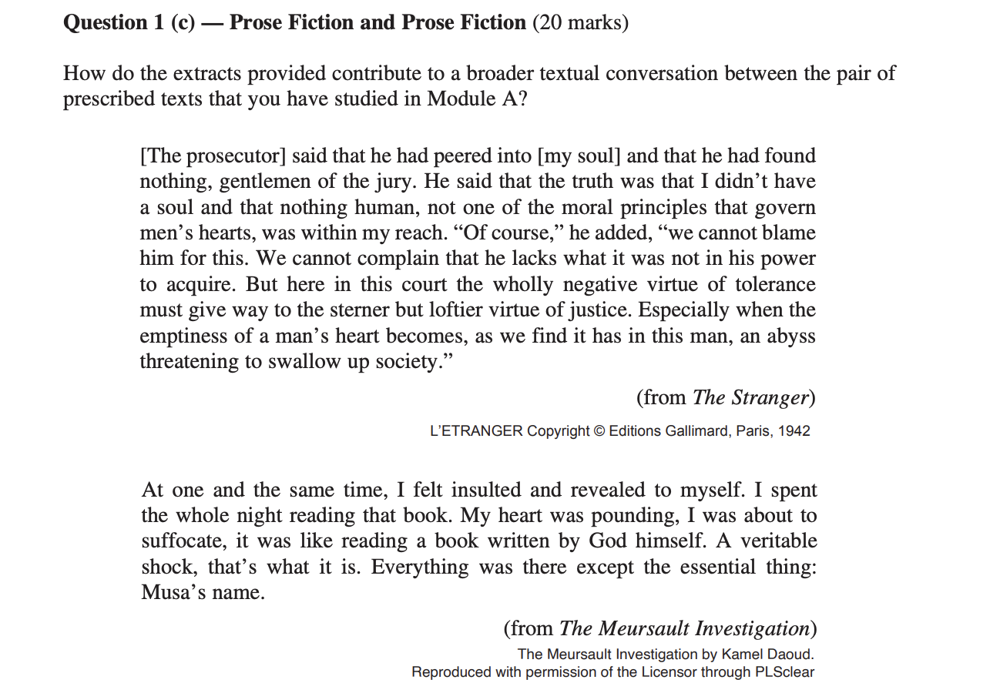 Question 1 (c) — Prose Fiction and Prose Fiction (20 marks)
How do the extracts provided contribute to a broader textual conversation between the pair of
prescribed texts that you have studied in Module A?
[The prosecutor] said that he had peered into [my soul] and that he had found
nothing, gentlemen of the jury. He said that the truth was that I didn’t have
a soul and that nothing human, not one of the moral principles that govern
men’s hearts, was within my reach. “Of course,” he added, “we cannot blame
him for this. We cannot complain that he lacks what it was not in his power
to acquire. But here in this court the wholly negative virtue of tolerance
must give way to the sterner but loftier virtue of justice. Especially when the
emptiness of a man’s heart becomes, as we find it has in this man, an abyss
threatening to swallow up society.”
(from The Stranger)
L’ETRANGER Copyright © Editions Gallimard, Paris, 1942
At one and the same time, I felt insulted and revealed to myself. I spent
the whole night reading that book. My heart was pounding, I was about to
suffocate, it was like reading a book written by God himself. A veritable
shock, that’s what it is. Everything was there except the essential thing:
Musa’s name.
(from The Meursault Investigation)
The Meursault Investigation by Kamel Daoud.
Reproduced with permission of the Licensor through PLSclear